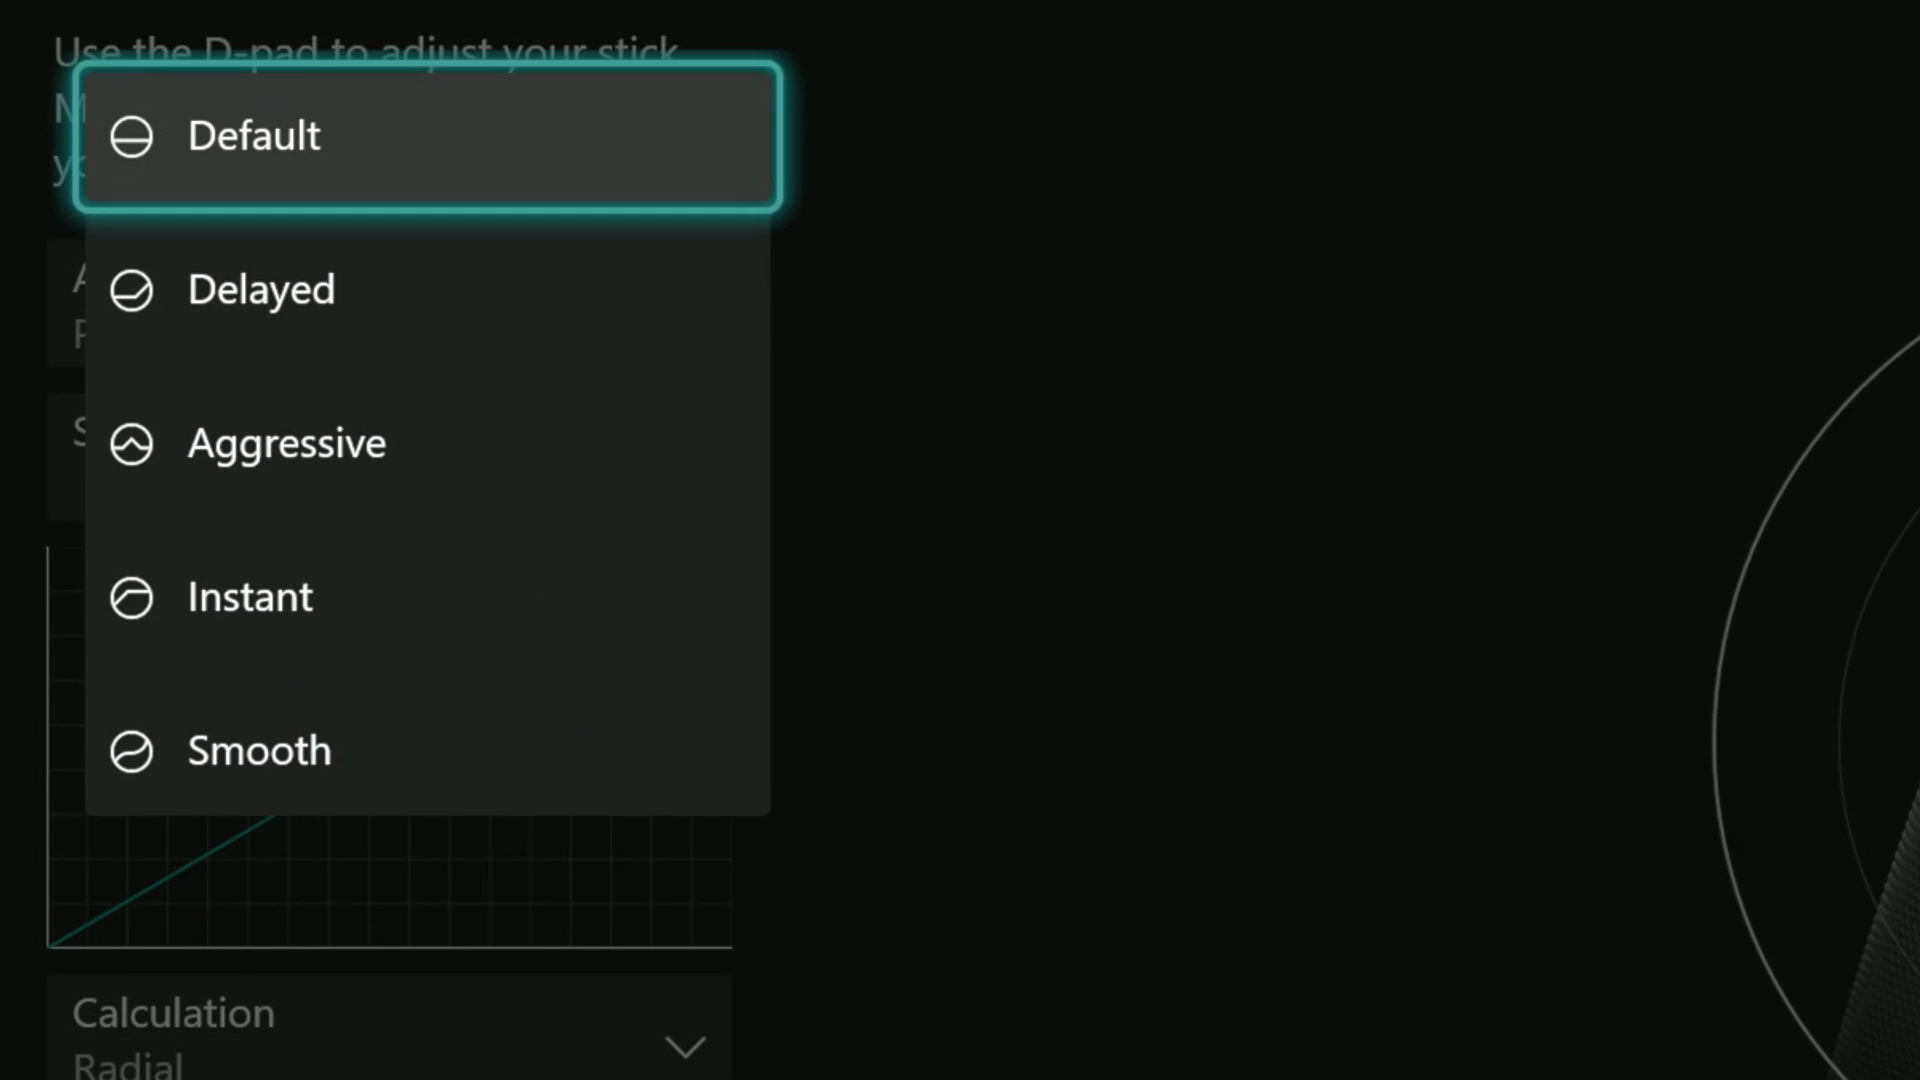 Use the D-pad to adjust your stick
Default
Delayed
Aggressive
Instant
Smooth
Calculation
Radial